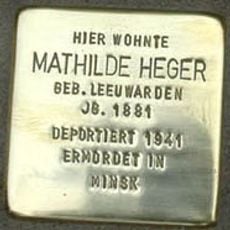 HIER WOHNTE
MATHILDE HEGER
GEB. LEEUWARDEN
JG. 1881
DEPORTIERT 1941
ERMORDET IN
MINSK